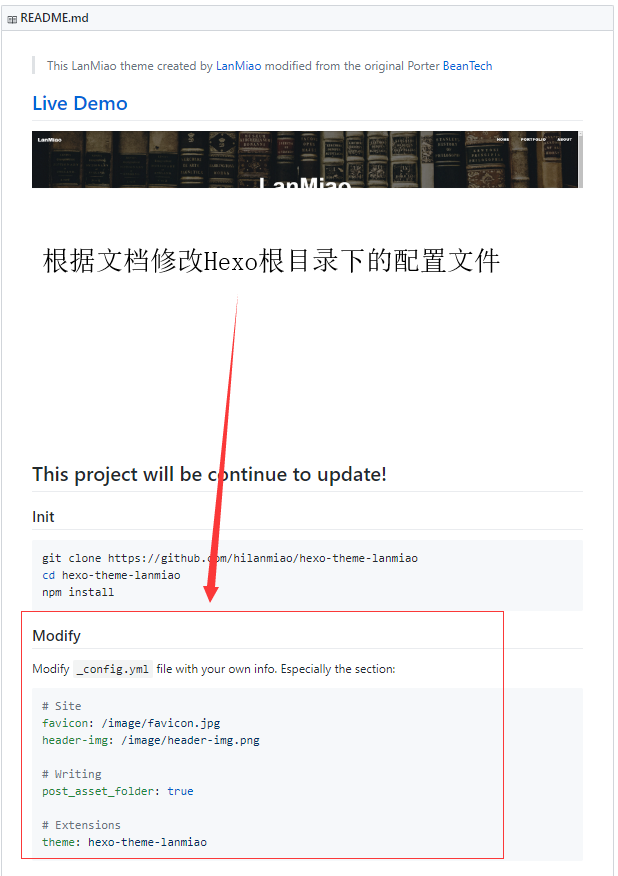 README.md
This LanMiao theme created by LanMiao modified from the original Porter BeanTech
Live Demo
LanMiao HOME PORTFOLIO ABOUT
LanMiao
根据文档修改Hexo根目录下的配置文件
This project will be continue to update!
Init
git clone https://github.com/hilanmiao/hexo-theme-lanmiao
cd hexo-theme-lanmiao
npm install
Modify
Modify _config.yml file with your own info. Especially the section:
# Site
favicon: /image/favicon.jpg
header-img: /image/header-img.png
# Writing
post_asset_folder: true
# Extensions
theme: hexo-theme-lanmiao